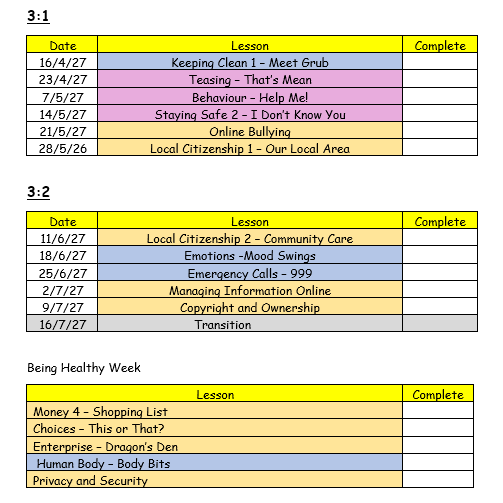 3:1
Date Lesson Complete
16/4/27 Keeping Clean 1 – Meet Grub
23/4/27 Teasing – That's Mean
7/5/27 Behaviour – Help Me!
14/5/27 Staying Safe 2 – I Don't Know You
21/5/27 Online Bullying
28/5/26 Local Citizenship 1 – Our Local Area
3:2
Date Lesson Complete
11/6/27 Local Citizenship 2 – Community Care
18/6/27 Emotions -Mood Swings
25/6/27 Emergency Calls – 999
2/7/27 Managing Information Online
9/7/27 Copyright and Ownership
16/7/27 Transition
Being Healthy Week
Lesson Complete
Money 4 – Shopping List
Choices – This or That?
Enterprise – Dragon's Den
Human Body – Body Bits
Privacy and Security